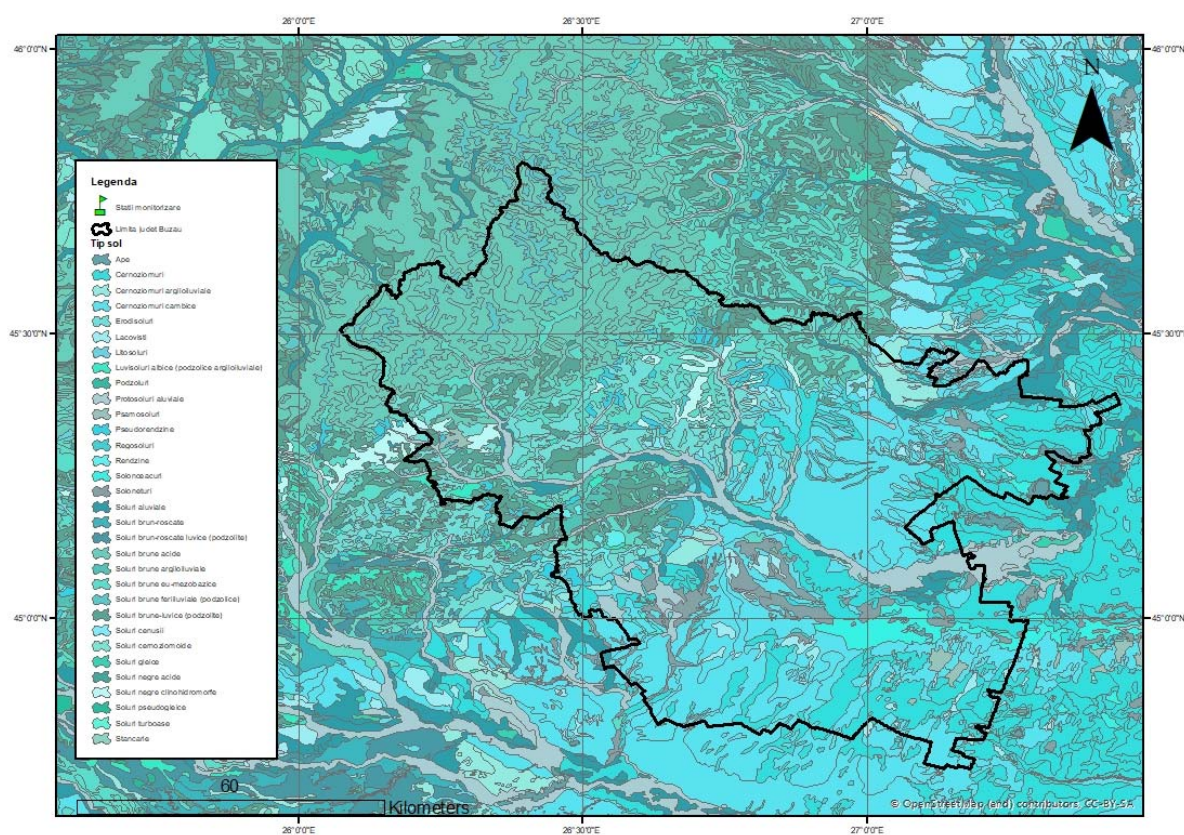 26°0'0"E 26°30'0"E 27°0'0"E
46°0'0"N 46°0'0"N
N
Legenda
Statii monitorizare
Limita judet Buzau
Tip sol
Ape
Cernoziomuri
Cernoziomuri argiloiluviale
Cernoziomuri cambice
Erodisoluri
Lacovisti
Litosoluri
Luvisoluri albice (podzolice argiloiluviale)
Podzoluri
Protosoluri aluviale
Psamosoluri
Pseudorendzine
Regosoluri
Rendzine
Solonceacuri
Soloneturi
Soluri aluviale
Soluri brun-roscate
Soluri brun-roscate luvice (podzolite)
Soluri brune acide
Soluri brune argiloiluviale
Soluri brune eu-mezobazice
Soluri brune feriiluviale (podzolice)
Soluri brune-luvice (podzolite)
Soluri cenusii
Soluri cernoziomoide
Soluri gleice
Soluri negre acide
Soluri negre clinohidromorfe
Soluri pseudogleice
Soluri turboase
Stancarie
45°30'0"N 45°30'0"N
45°0'0"N 45°0'0"N
60
Kilometers
© OpenStreetMap (and) contributors, CC-BY-SA
26°0'0"E 26°30'0"E 27°0'0"E